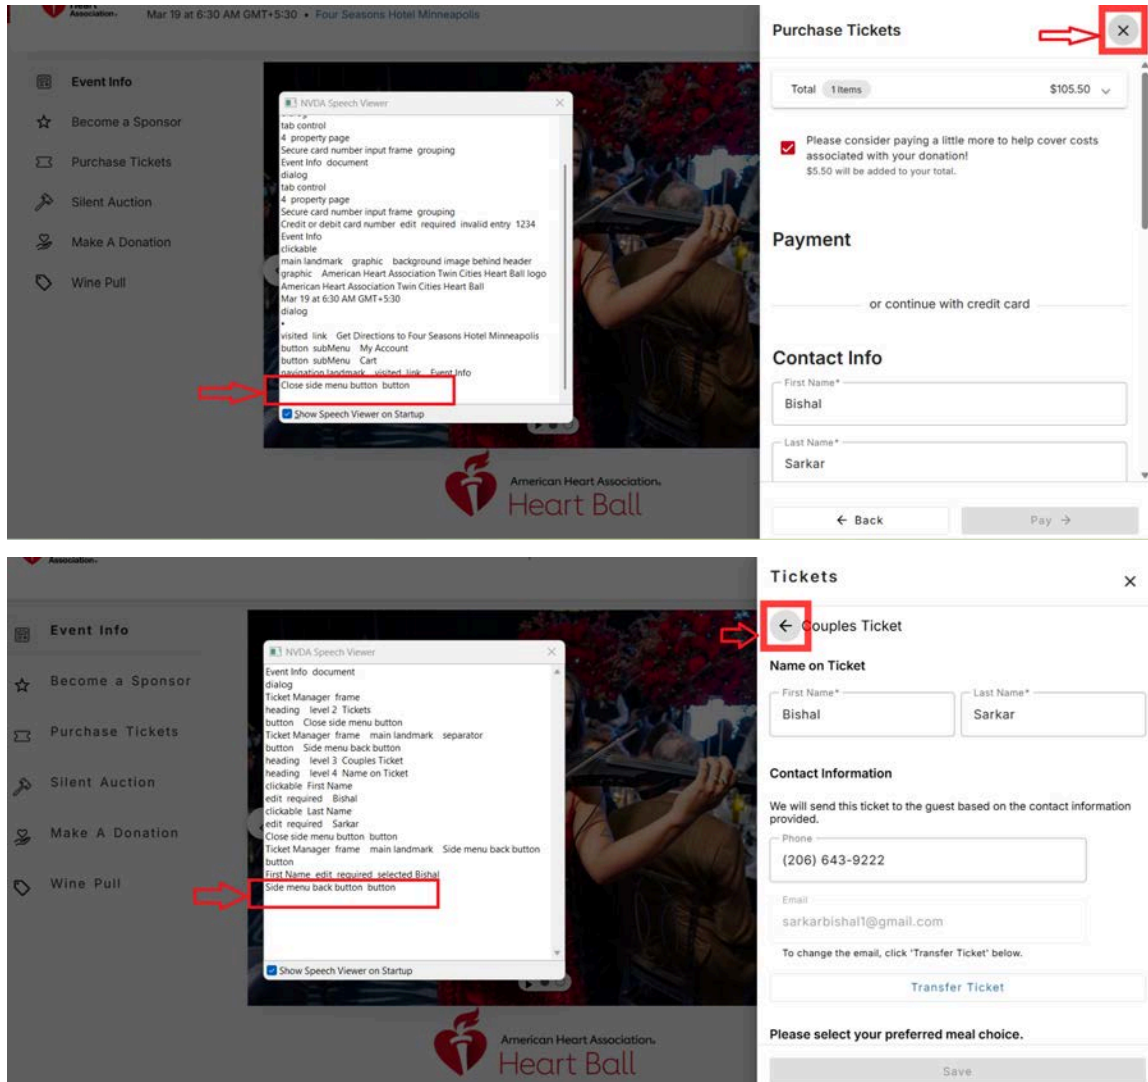 Heart
Association.
Mar 19 at 6:30 AM GMT+5:30 • Four Seasons Hotel Minneapolis
Event Info
Become a Sponsor
Purchase Tickets
Silent Auction
Make A Donation
Wine Pull
NVDA Speech Viewer
tab control
4 property page
Secure card number input frame grouping
Event Info document
dialog
tab control
4 property page
Secure card number input frame grouping
Credit or debit card number edit required invalid entry 1234
Event Info
clickable
main landmark graphic background image behind header
graphic American Heart Association Twin Cities Heart Ball logo
American Heart Association Twin Cities Heart Ball
Mar 19 at 6:30 AM GMT+5:30
dialog
•
visited link Get Directions to Four Seasons Hotel Minneapolis
button subMenu My Account
button subMenu Cart
navigation landmark visited link Event Info
Close side menu button button
Show Speech Viewer on Startup
American Heart Association®
Heart Ball
Purchase Tickets
Total 1 Items $105.50
Please consider paying a little more to help cover costs
associated with your donation!
$5.50 will be added to your total.
Payment
or continue with credit card
Contact Info
First Name*
Bishal
Last Name*
Sarkar
← Back
Pay →
Association.
Event Info
Become a Sponsor
Purchase Tickets
Silent Auction
Make A Donation
Wine Pull
NVDA Speech Viewer
Event Info document
dialog
Ticket Manager frame
heading level 2 Tickets
button Close side menu button
Ticket Manager frame main landmark separator
button Side menu back button
heading level 3 Couples Ticket
heading level 4 Name on Ticket
clickable First Name
edit required Bishal
clickable Last Name
edit required Sarkar
Close side menu button button
Ticket Manager frame main landmark Side menu back button
button
First Name edit required selected Bishal
Side menu back button button
Show Speech Viewer on Startup
American Heart Association®
Heart Ball
Tickets
Couples Ticket
Name on Ticket
First Name*
Bishal
Last Name*
Sarkar
Contact Information
We will send this ticket to the guest based on the contact information
provided.
Phone
(206) 643-9222
Email
sarkarbishal1@gmail.com
To change the email, click 'Transfer Ticket' below.
Transfer Ticket
Please select your preferred meal choice.
Save